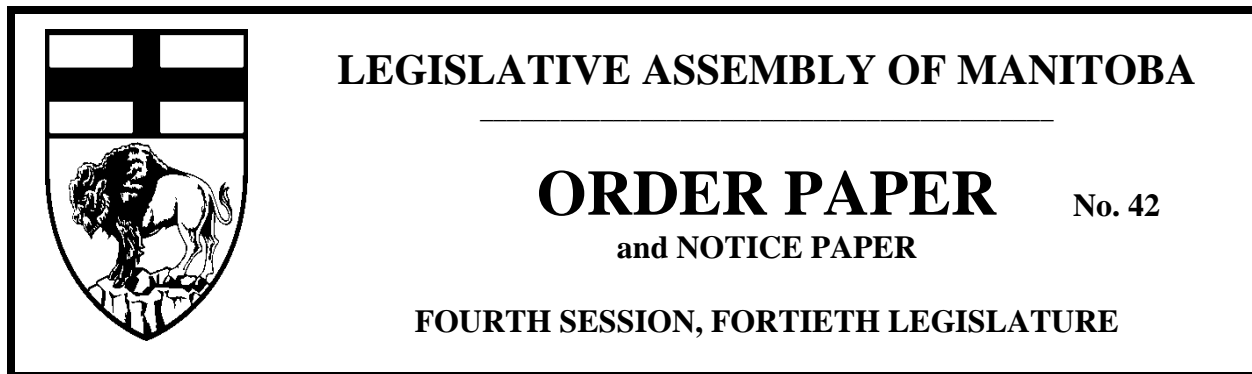 LEGISLATIVE ASSEMBLY OF MANITOBA
ORDER PAPER No. 42
and NOTICE PAPER
FOURTH SESSION, FORTIETH LEGISLATURE